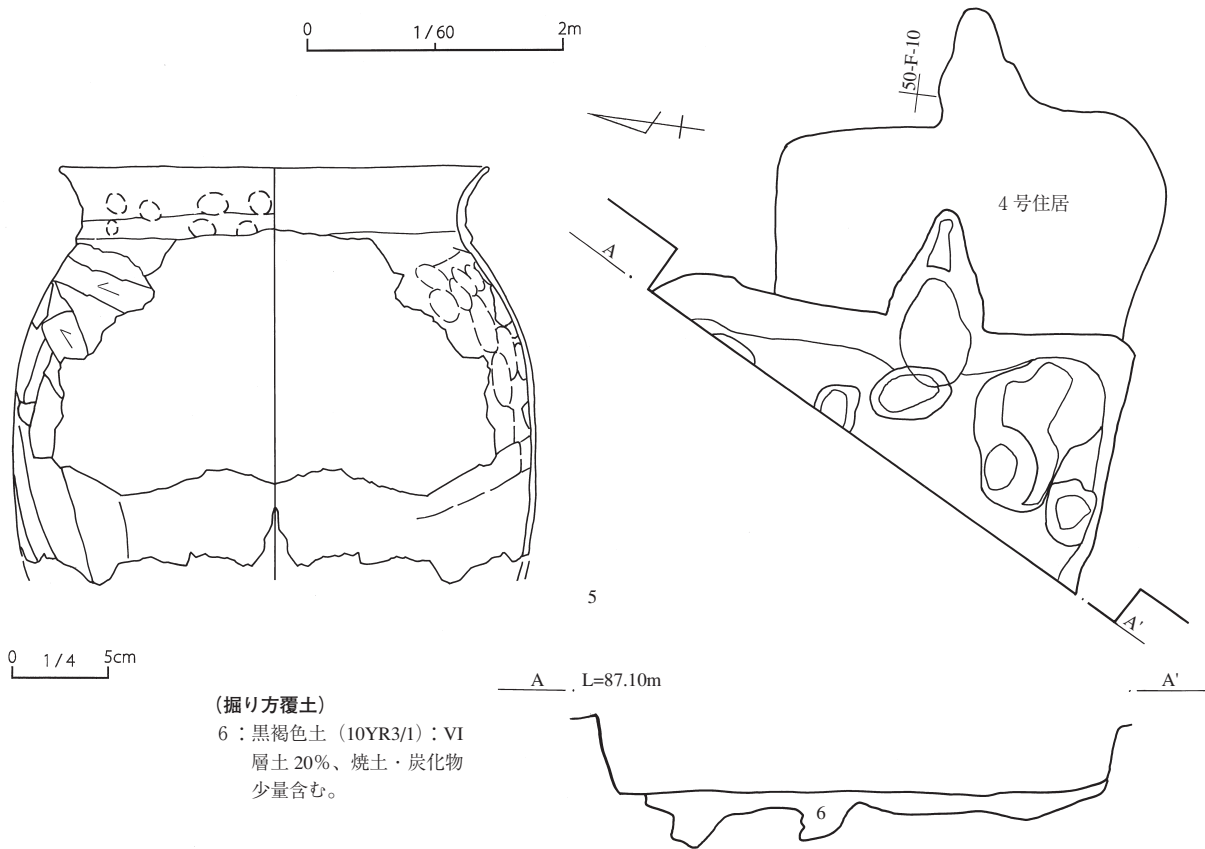 0 1/60 2m
50-F-10
4号住居
A
A'
5
0 1/4 5cm
A L=87.10m A'
(掘り方覆土)
6：黒褐色土（10YR3/1）：VI
層土 20％、焼土・炭化物
少量含む。
6